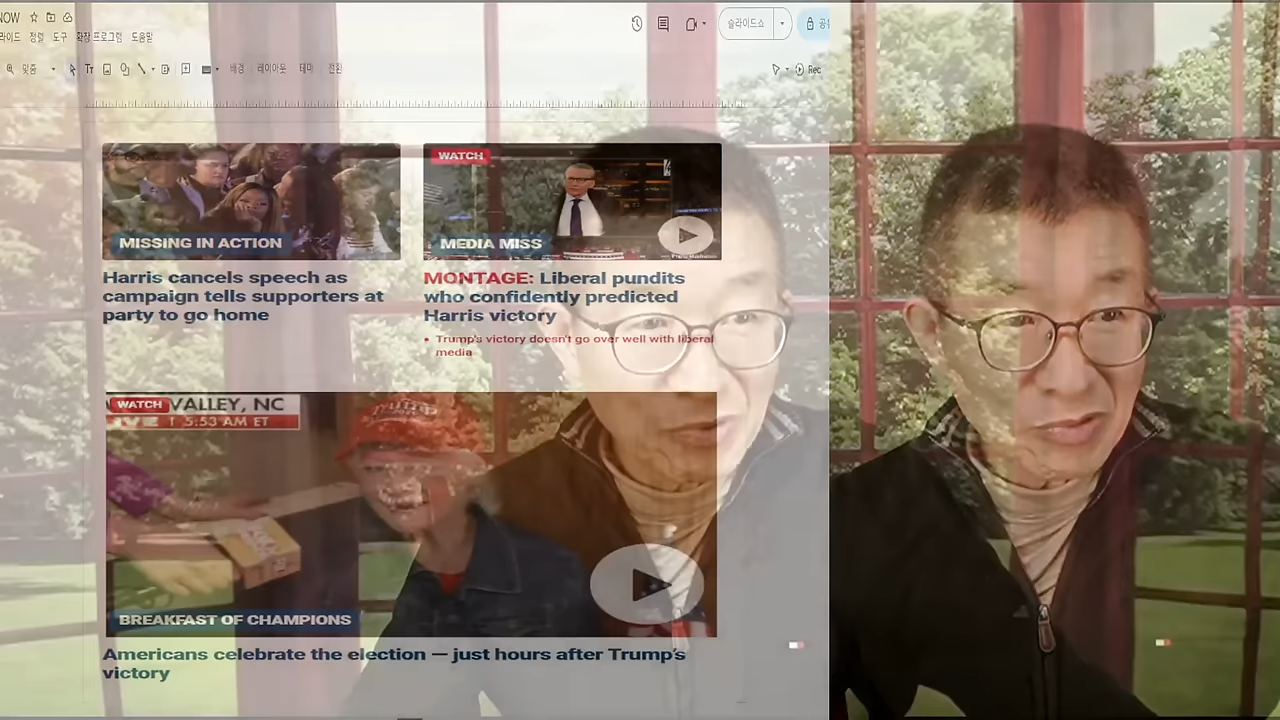 NOW
라이드 정렬 도구 확장 프로그램 도움말
슬라이드쇼
맞춤
Tт
배경 레이아웃 테마 전환
Rec
WATCH
MISSING IN ACTION
MEDIA MISS
Harris cancels speech as
campaign tells supporters at
party to go home
MONTAGE: Liberal pundits
who confidently predicted
Harris victory
• Trump's victory doesn't go over well with liberal
media
WATCH VALLEY, NC
5:53 AM ET
BREAKFAST OF CHAMPIONS
Americans celebrate the election — just hours after Trump's
victory